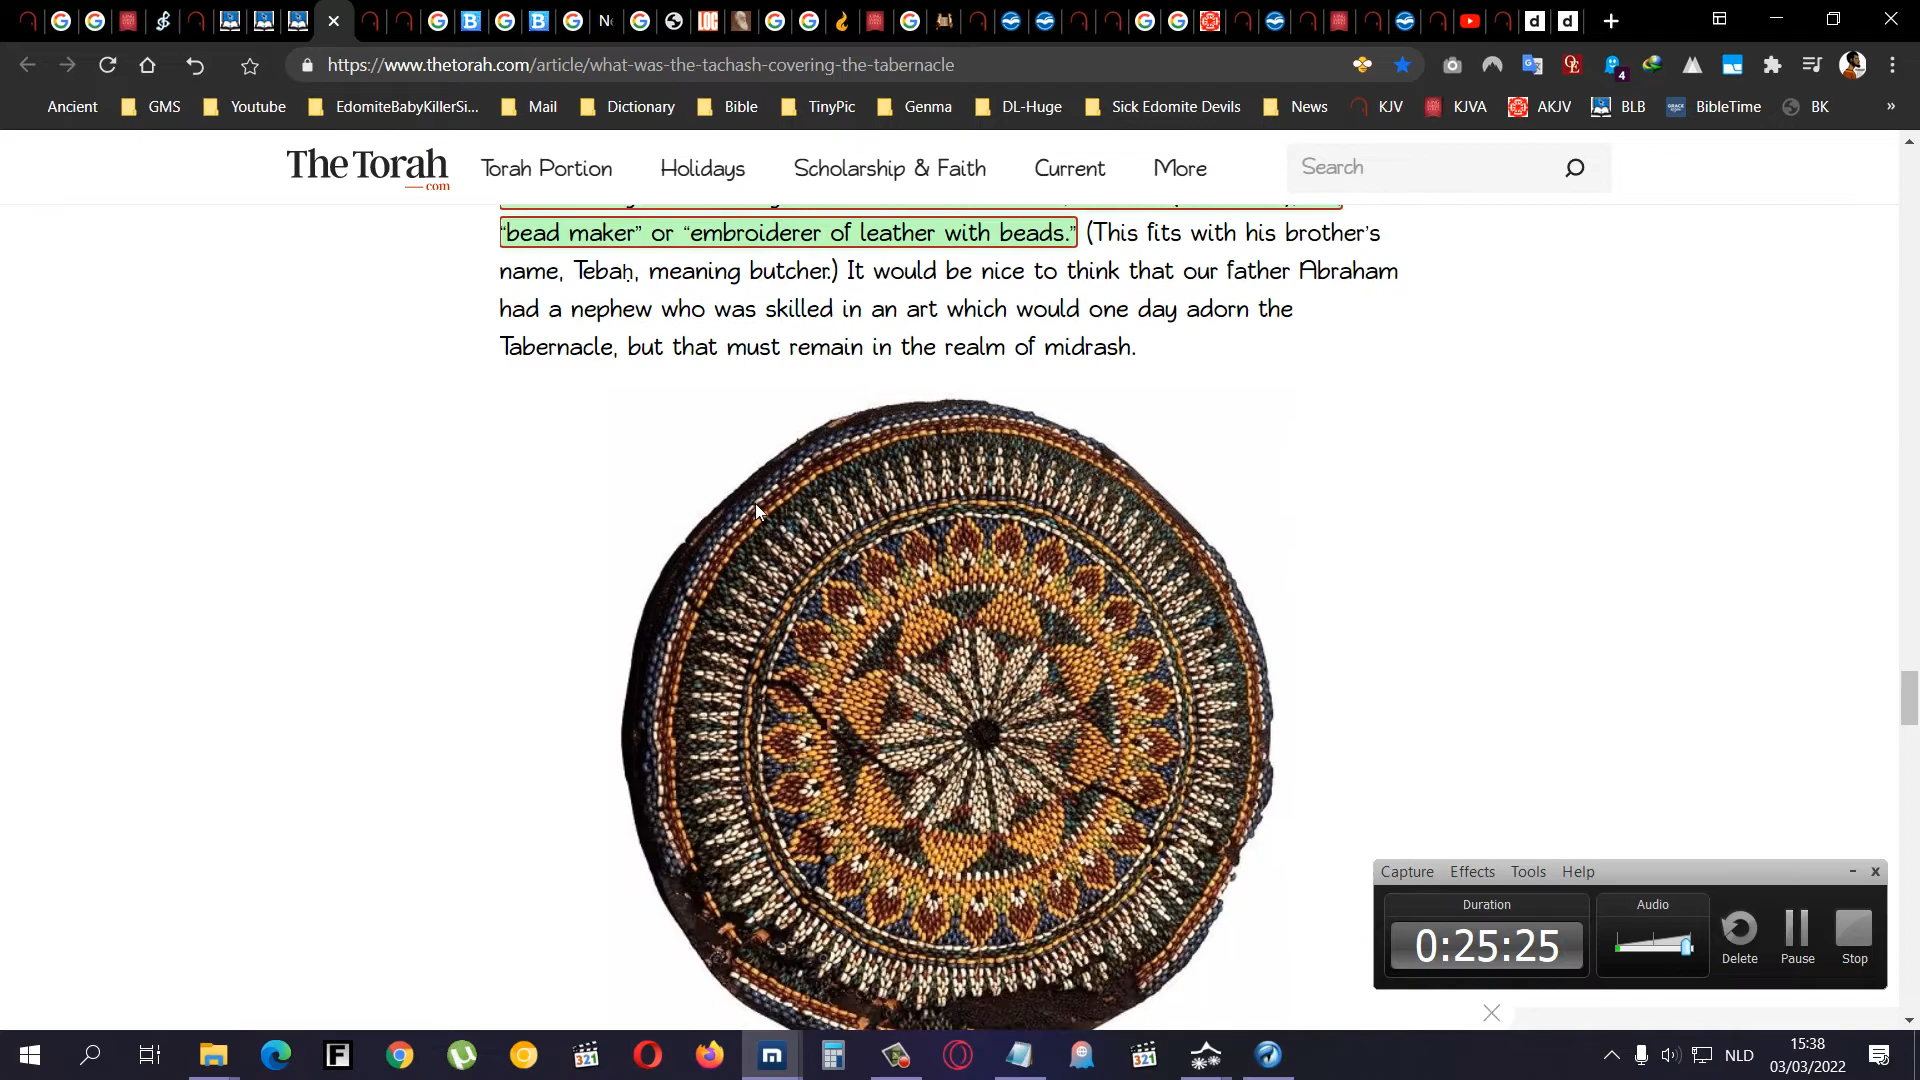 https://www.thetorah.com/article/what-was-the-tachash-covering-the-tabernacle
4
Ancient GMS Youtube EdomiteBabyKillerSi... Mail Dictionary Bible TinyPic Genma DL-Huge Sick Edomite Devils News KJV KJVA AKJV BLB BibleTime BK »
TheTorah
com
Torah Portion Holidays Scholarship & Faith Current More Search
“bead maker” or “embroiderer of leather with beads.” (This fits with his brother’s
name, Tebaḥ, meaning butcher.) It would be nice to think that our father Abraham
had a nephew who was skilled in an art which would one day adorn the
Tabernacle, but that must remain in the realm of midrash.
Capture Effects Tools Help
Duration Audio
0:25:25
Delete Pause Stop
NLD
15:38
03/03/2022